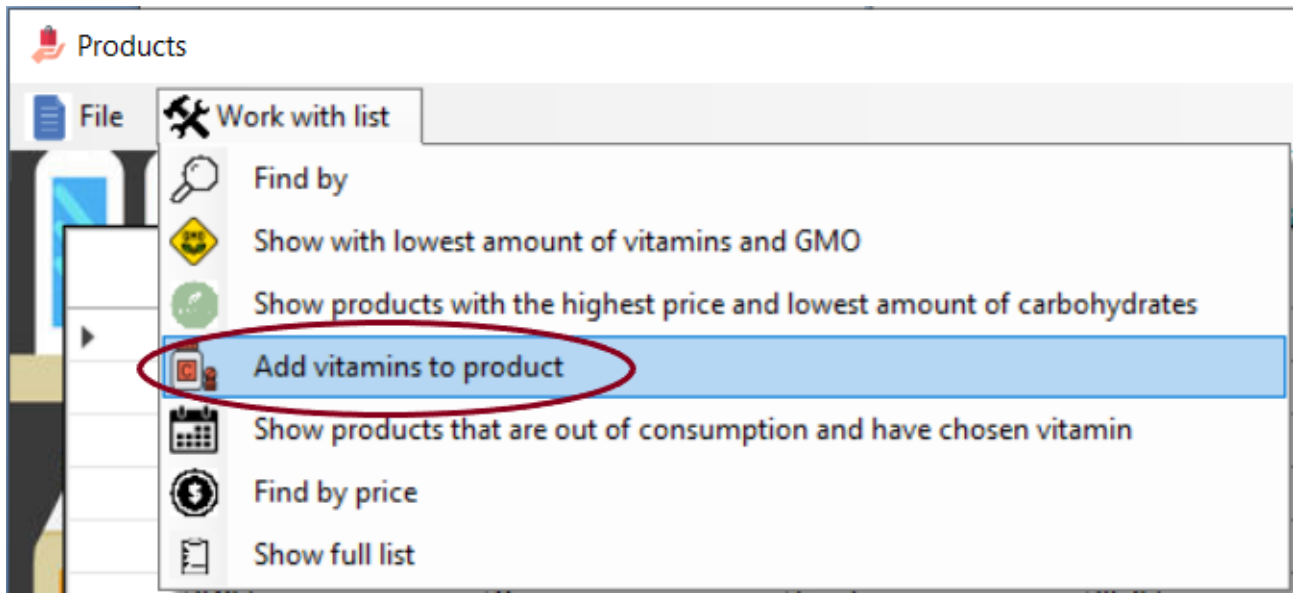 Products
File
Work with list
Find by
Show with lowest amount of vitamins and GMO
Show products with the highest price and lowest amount of carbohydrates
Add vitamins to product
Show products that are out of consumption and have chosen vitamin
Find by price
Show full list